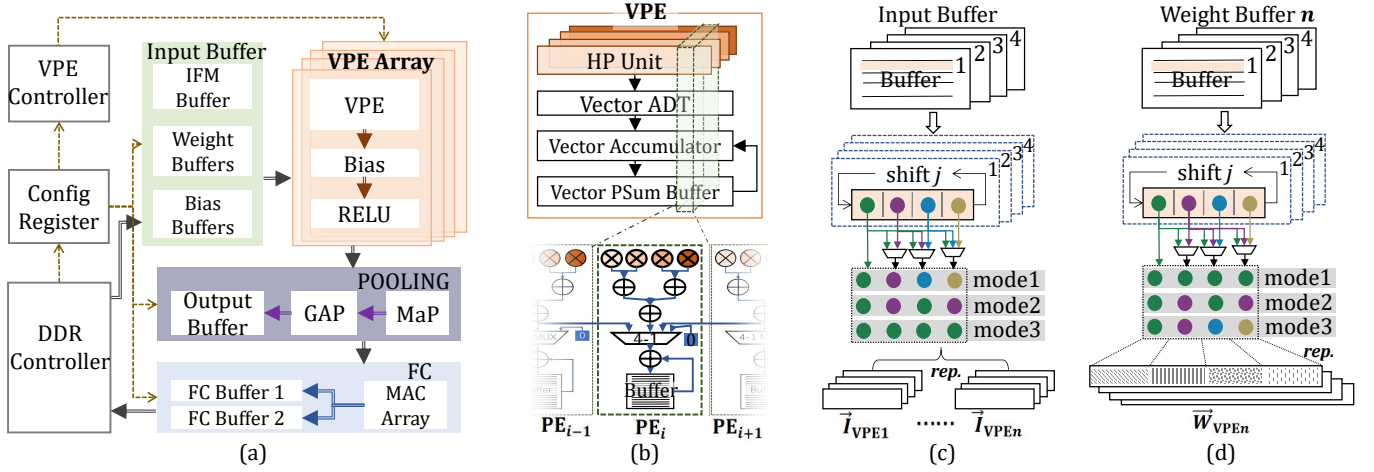 VPE
Controller
Config
Register
DDR
Controller
Input Buffer
IFM
Buffer
Weight
Buffers
Bias
Buffers
VPE Array
VPE
Bias
RELU
POOLING
Output
Buffer
GAP
MaP
FC
FC Buffer 1
FC Buffer 2
MAC
Array
(a)
VPE
HP Unit
Vector ADT
Vector Accumulator
Vector PSum Buffer
MUX
0
4-1
0
4-1 M
Buffer
PEi-1
PEi
PEi+1
(b)
Input Buffer
Buffer
1
2
3
4
shift j
1
2
3
4
mode1
mode2
mode3
rep.
IVPE1
······
IVPEn
(c)
Weight Buffer n
Buffer
1
2
3
4
shift j
1
2
3
4
mode1
mode2
mode3
rep.
WVPEn
(d)